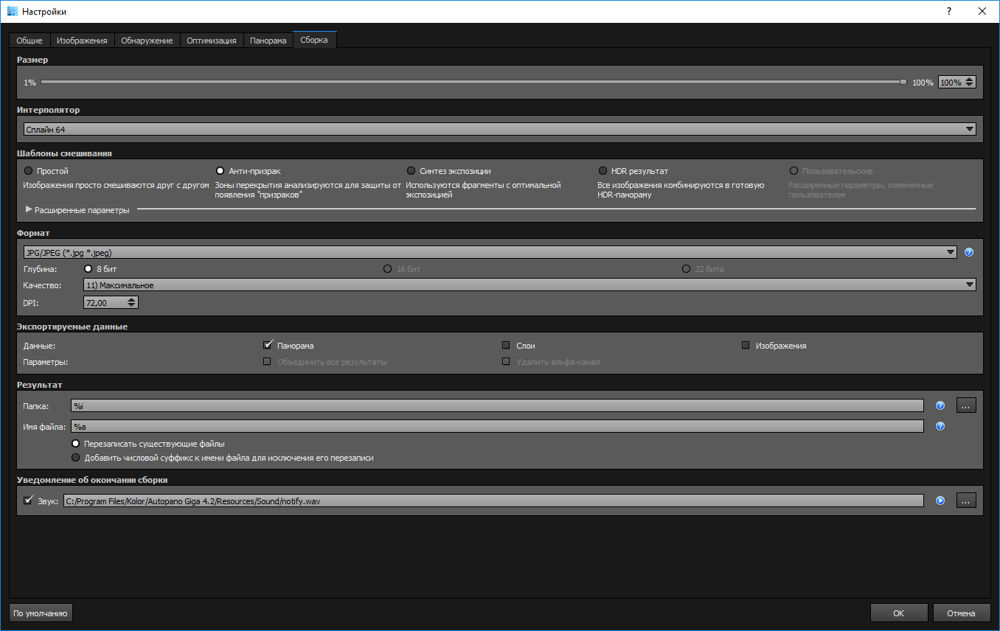 Настройки
Общие Изображения Обнаружение Оптимизация Панорама Сборка
Размер
1% 100% 100%
Интерполятор
Сплайн 64
Шаблоны смешивания
Простой Анти-призрак Синтез экспозиции HDR результат Пользовательские
Изображения просто смешиваются друг с другом Зоны перекрытия анализируются для защиты от Используются фрагменты с оптимальной Все изображения комбинируются в готовую Расширенные параметры, измененные
появления "призраков" экспозицией HDR-панораму пользователем
Расширенные параметры
Формат
JPG/JPEG (*.jpg *.jpeg)
Глубина: 8 бит 16 бит 32 бита
Качество: 11) Максимальное
DPI: 72,00
Экспортируемые данные
Данные: Панорама Слои Изображения
Параметры: Объединить все результаты Удалить альфа-канал
Результат
Папка: %i ...
Имя файла: %a
Перезаписать существующие файлы
Добавить числовой суффикс к имени файла для исключения его перезаписи
Уведомление об окончании сборки
Звук: C:/Program Files/Kolor/Autopano Giga 4.2/Resources/Sound/notify.wav ...
По умолчанию OK Отмена